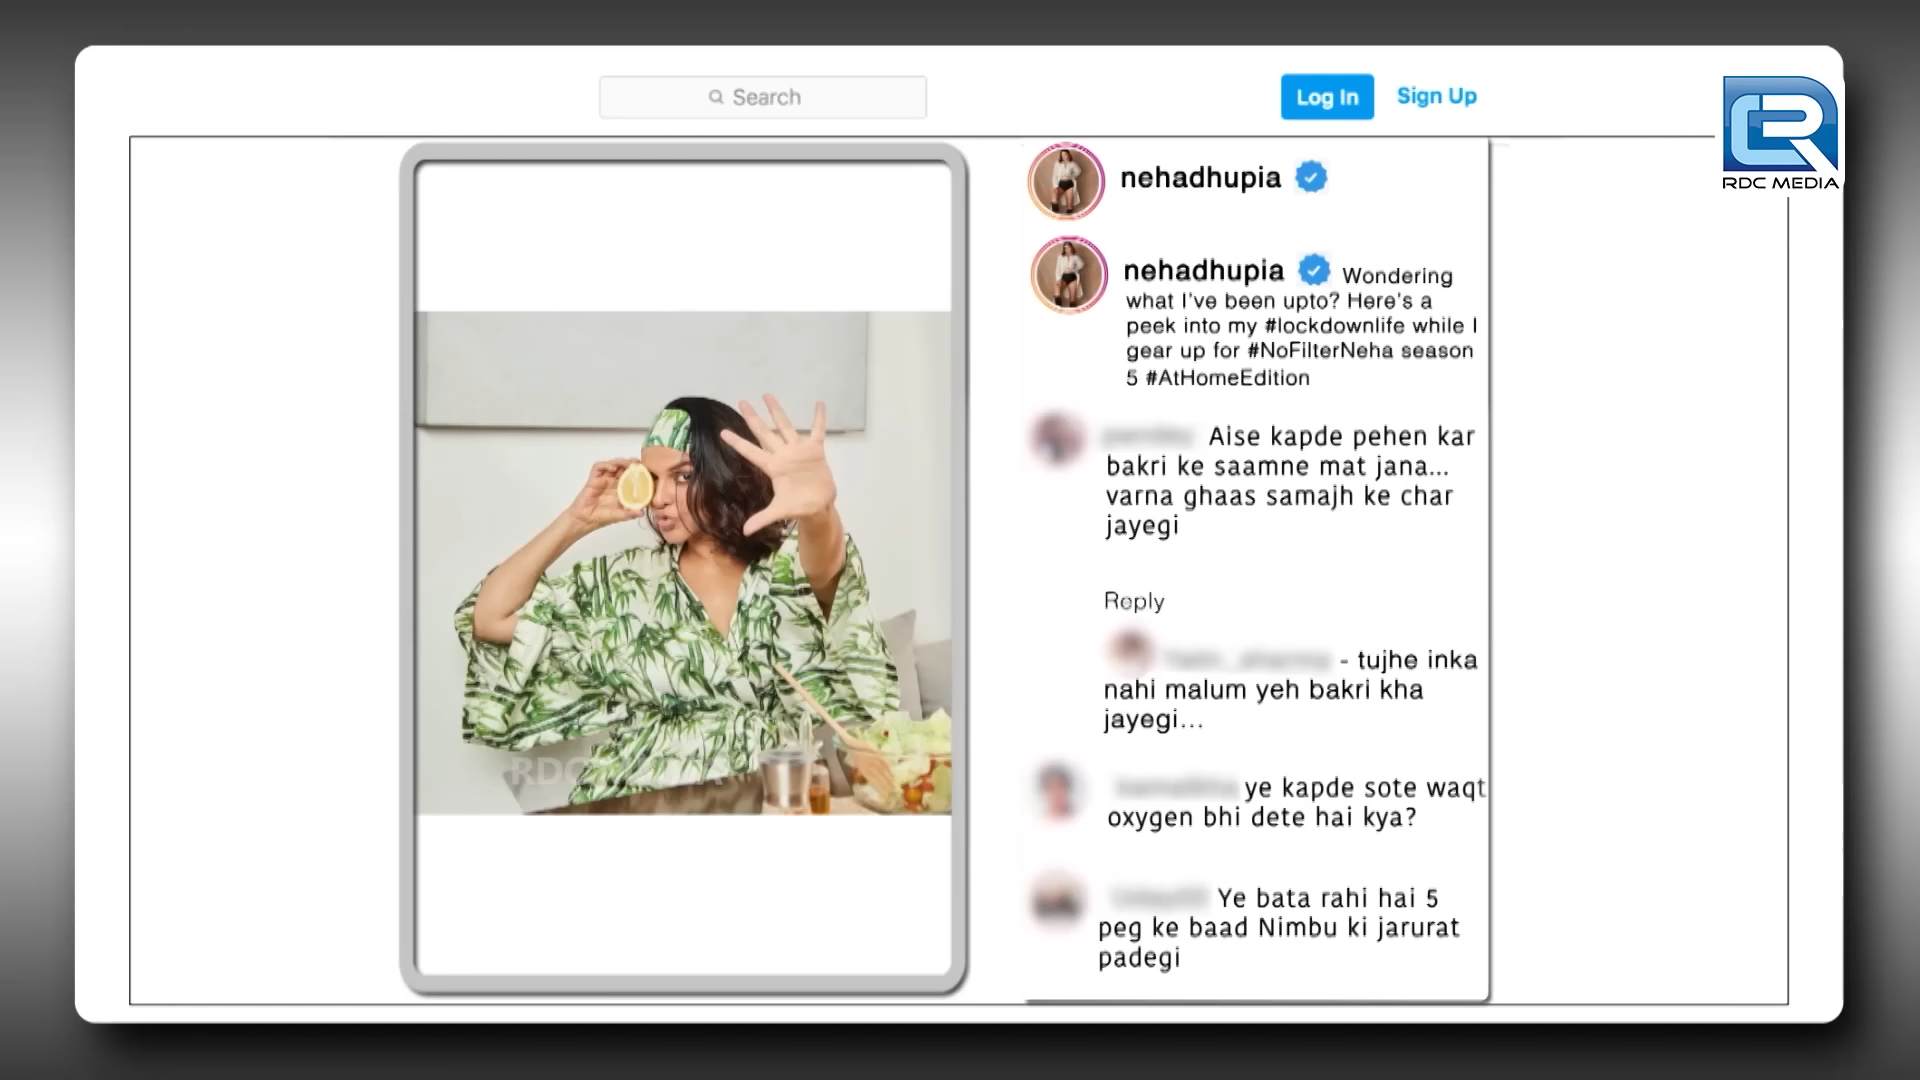 Search
Log In
Sign Up
RDC MEDIA
nehadhupia
nehadhupia Wondering
what I've been upto? Here's a
peek into my #lockdownlife while I
gear up for #NoFilterNeha season
5 #AtHomeEdition
Aise kapde pehen kar
bakri ke saamne mat jana...
varna ghaas samajh ke char
jayegi
Reply
- tujhe inka
nahi malum yeh bakri kha
jayegi...
ye kapde sote waqt
oxygen bhi dete hai kya?
Ye bata rahi hai 5
peg ke baad Nimbu ki jarurat
padegi